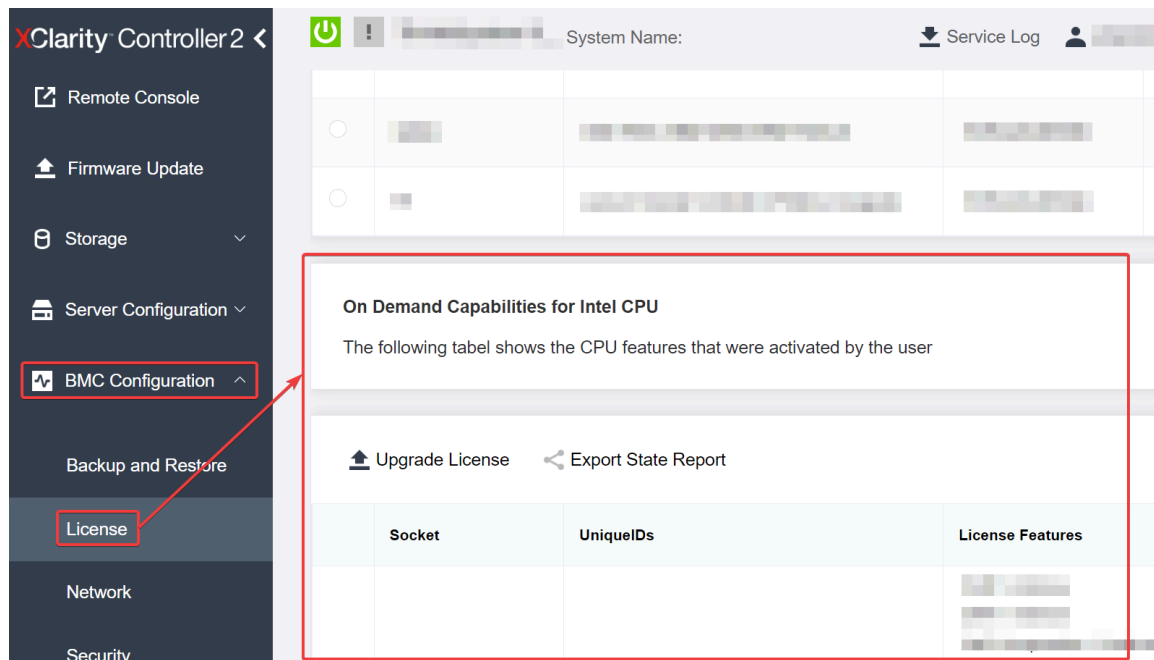 XClarity Controller 2
System Name:
Service Log
Remote Console
Firmware Update
Storage
Server Configuration
BMC Configuration
Backup and Restore
License
Network
Security
On Demand Capabilities for Intel CPU
The following tabel shows the CPU features that were activated by the user
Upgrade License
Export State Report
Socket
UniqueIDs
License Features